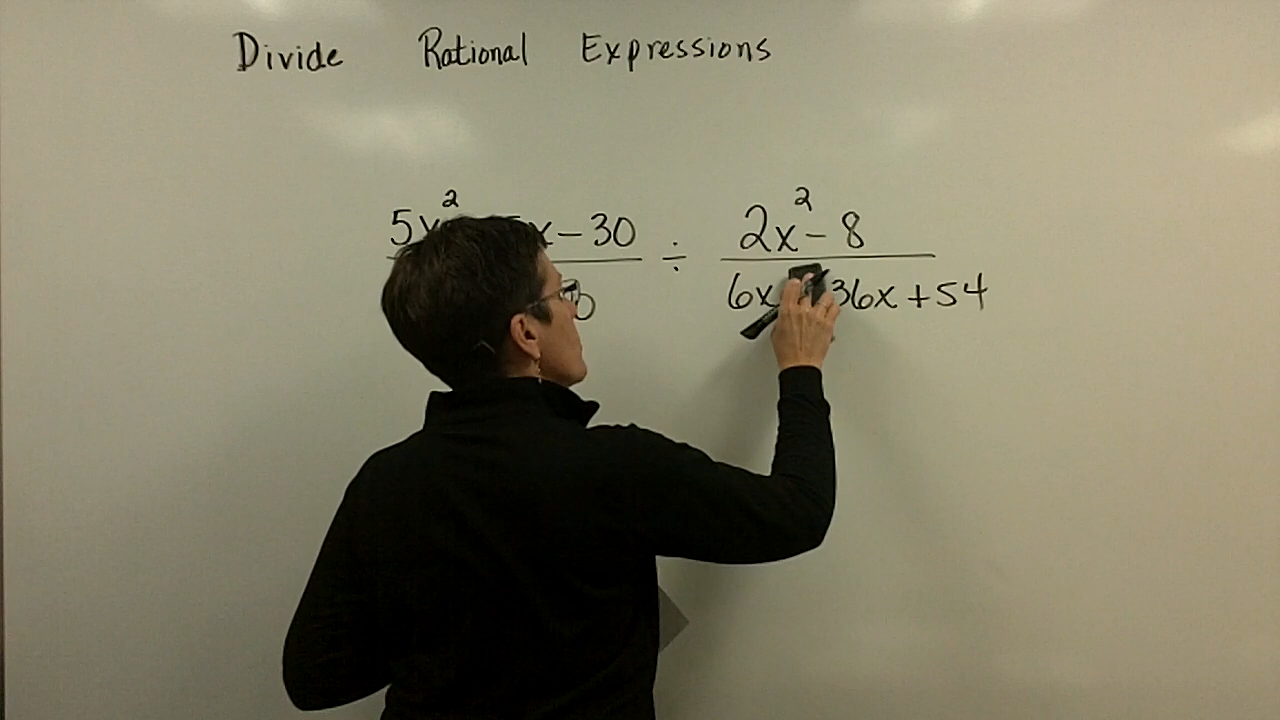 Divide Rational Expressions
5x² x - 30 ÷ 2x² - 8
6x 36x + 54